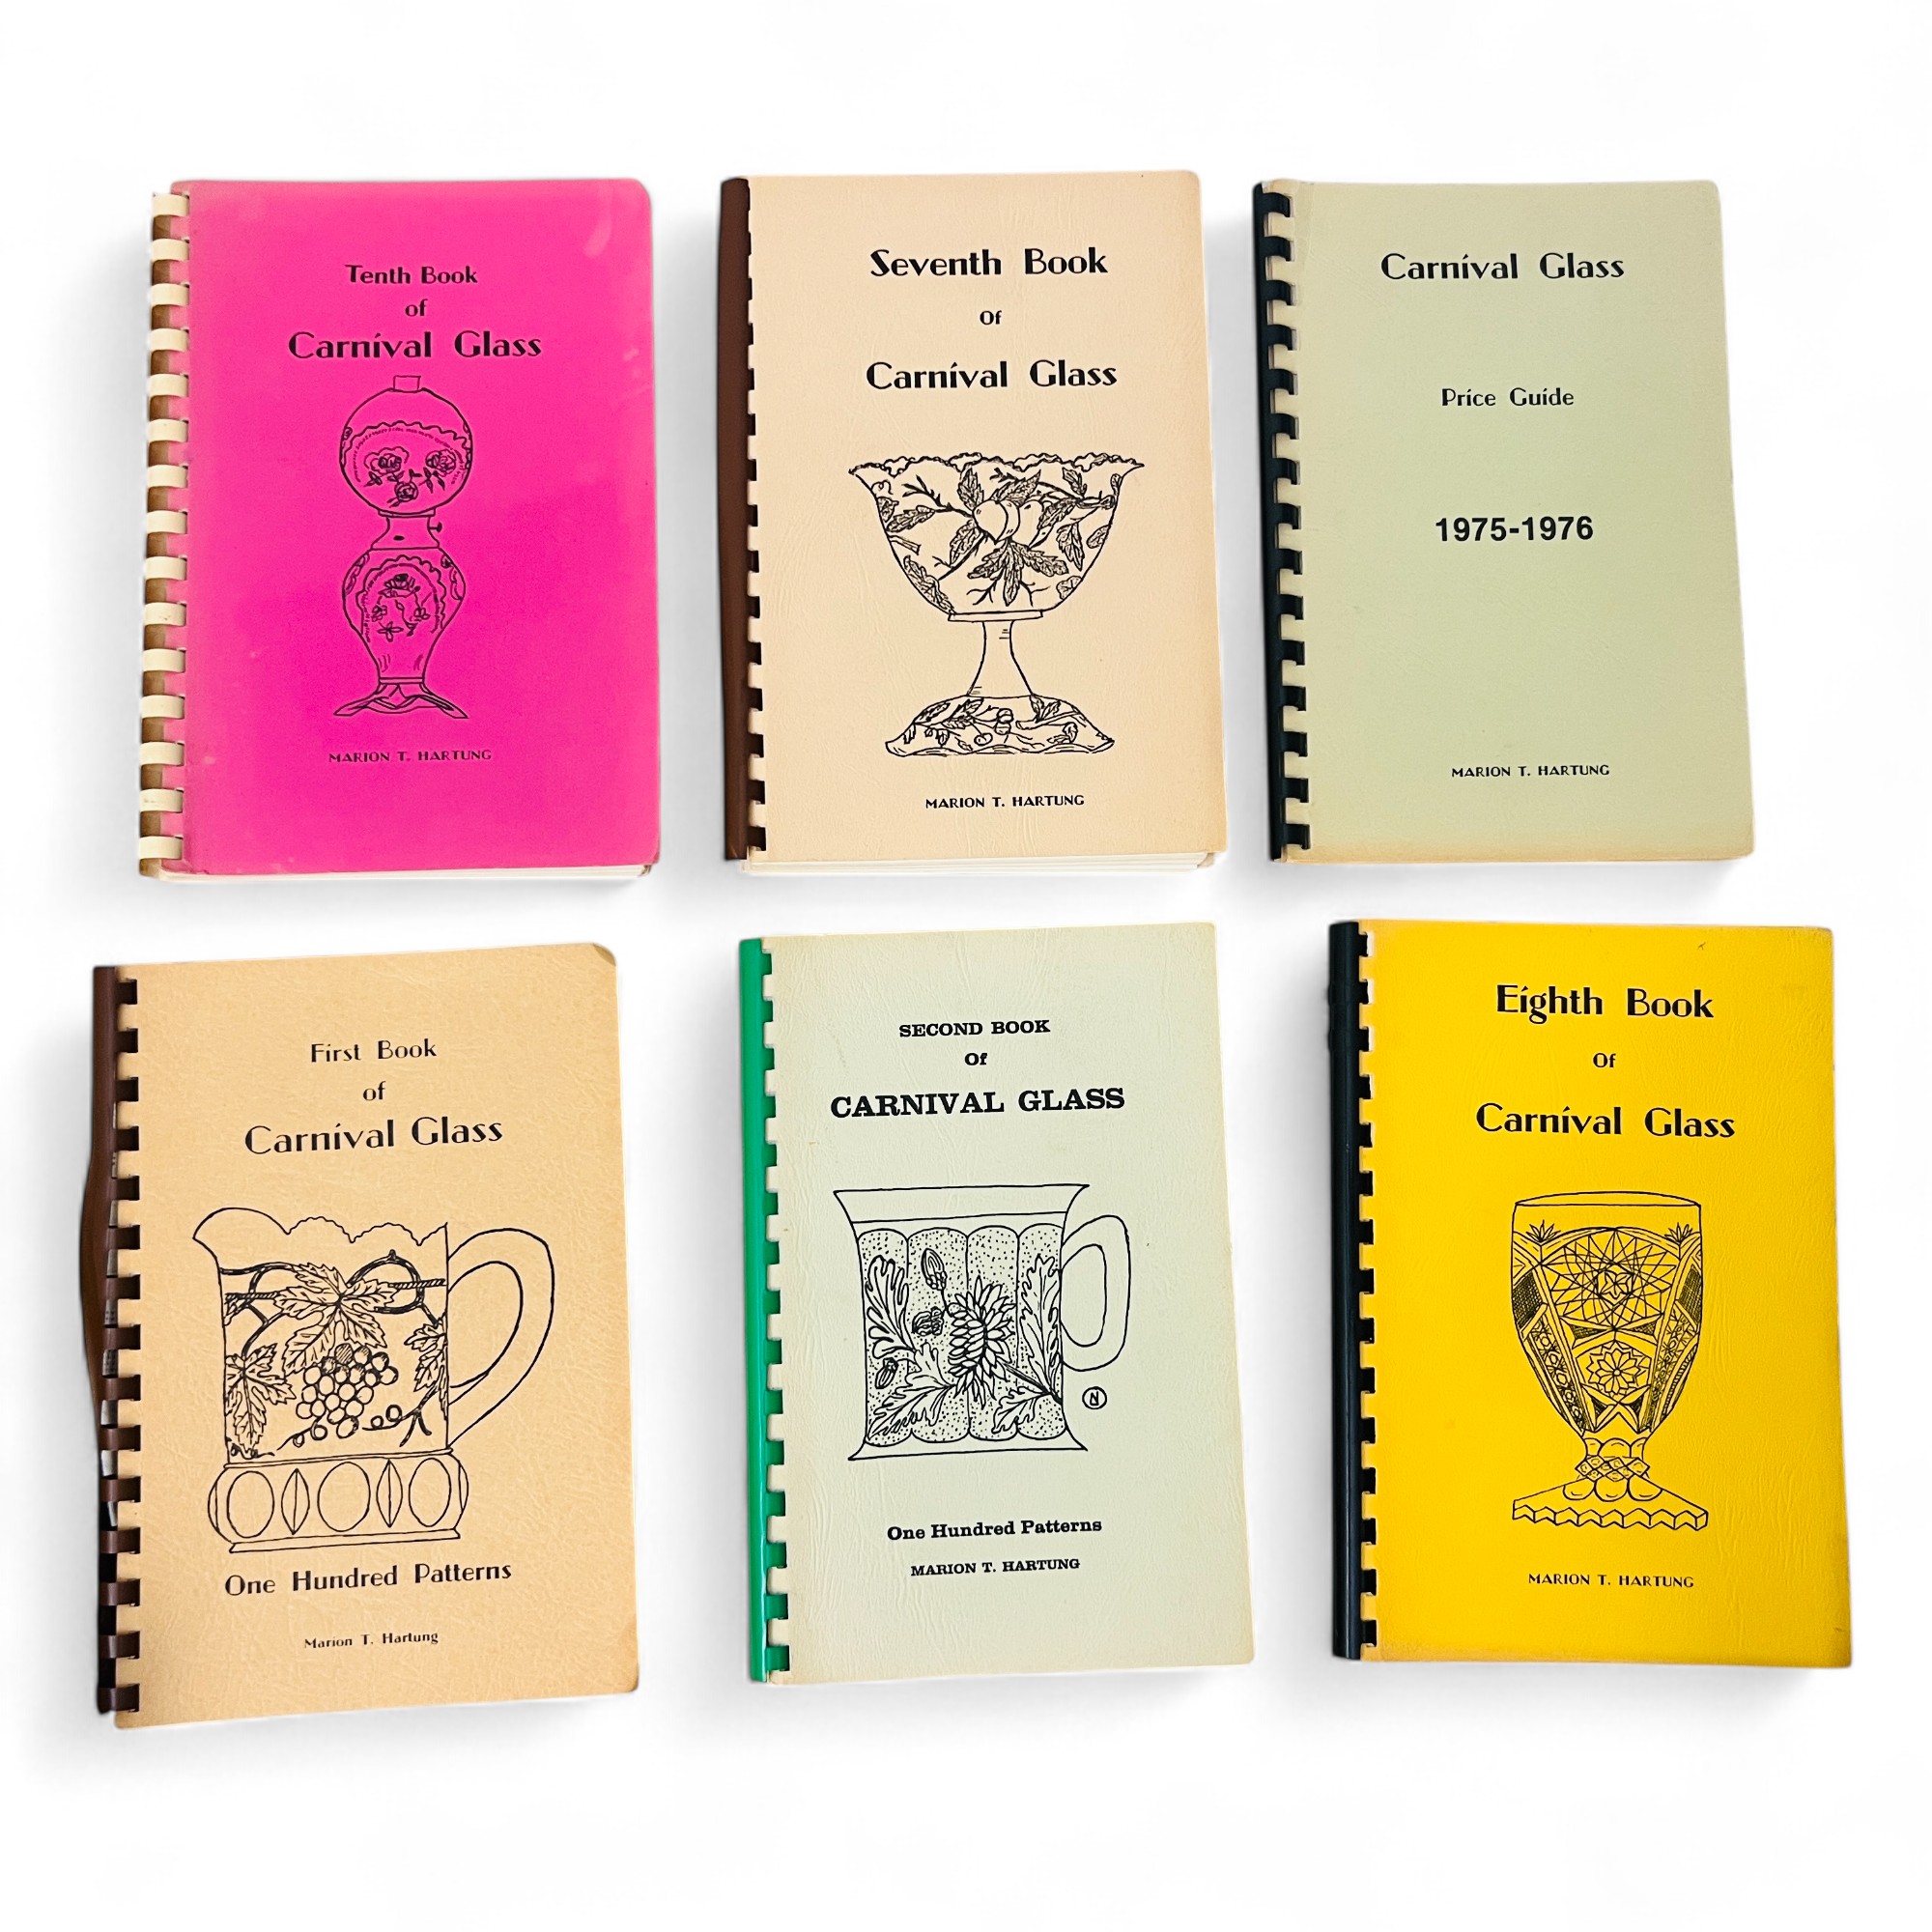 Tenth Book
of
Carnival Glass
MARION T. HARTUNG
Seventh Book
Of
Carnival Glass
MARION T. HARTUNG
Carnival Glass
Price Guide
1975-1976
MARION T. HARTUNG
First Book
of
Carnival Glass
One Hundred Patterns
Marion T. Hartung
SECOND BOOK
Of
CARNIVAL GLASS
N
One Hundred Patterns
MARION T. HARTUNG
Eighth Book
Of
Carnival Glass
MARION T. HARTUNG